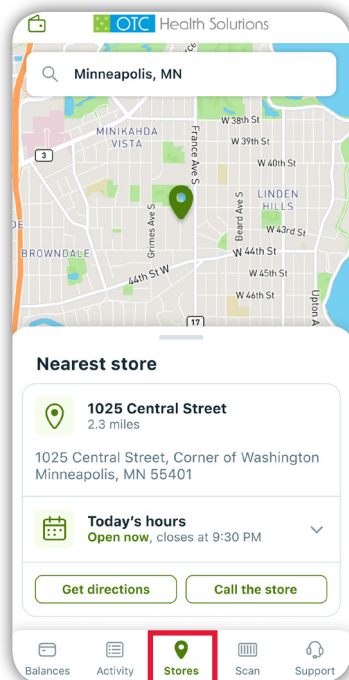 OTC Health Solutions
Minneapolis, MN
W 38th St
MINIKAHDA
VISTA
France Ave S
W 39th St
3
W 40th St
LINDEN
HILLS
Grimes Ave S
Beard Ave S
W 43rd St
BROWNDALE
W 44th St
44th St W
W 45th St
W 46th St
Upton A
17
Nearest store
1025 Central Street
2.3 miles
1025 Central Street, Corner of Washington
Minneapolis, MN 55401
Today's hours
Open now, closes at 9:30 PM
Get directions
Call the store
Balances
Activity
Stores
Scan
Support